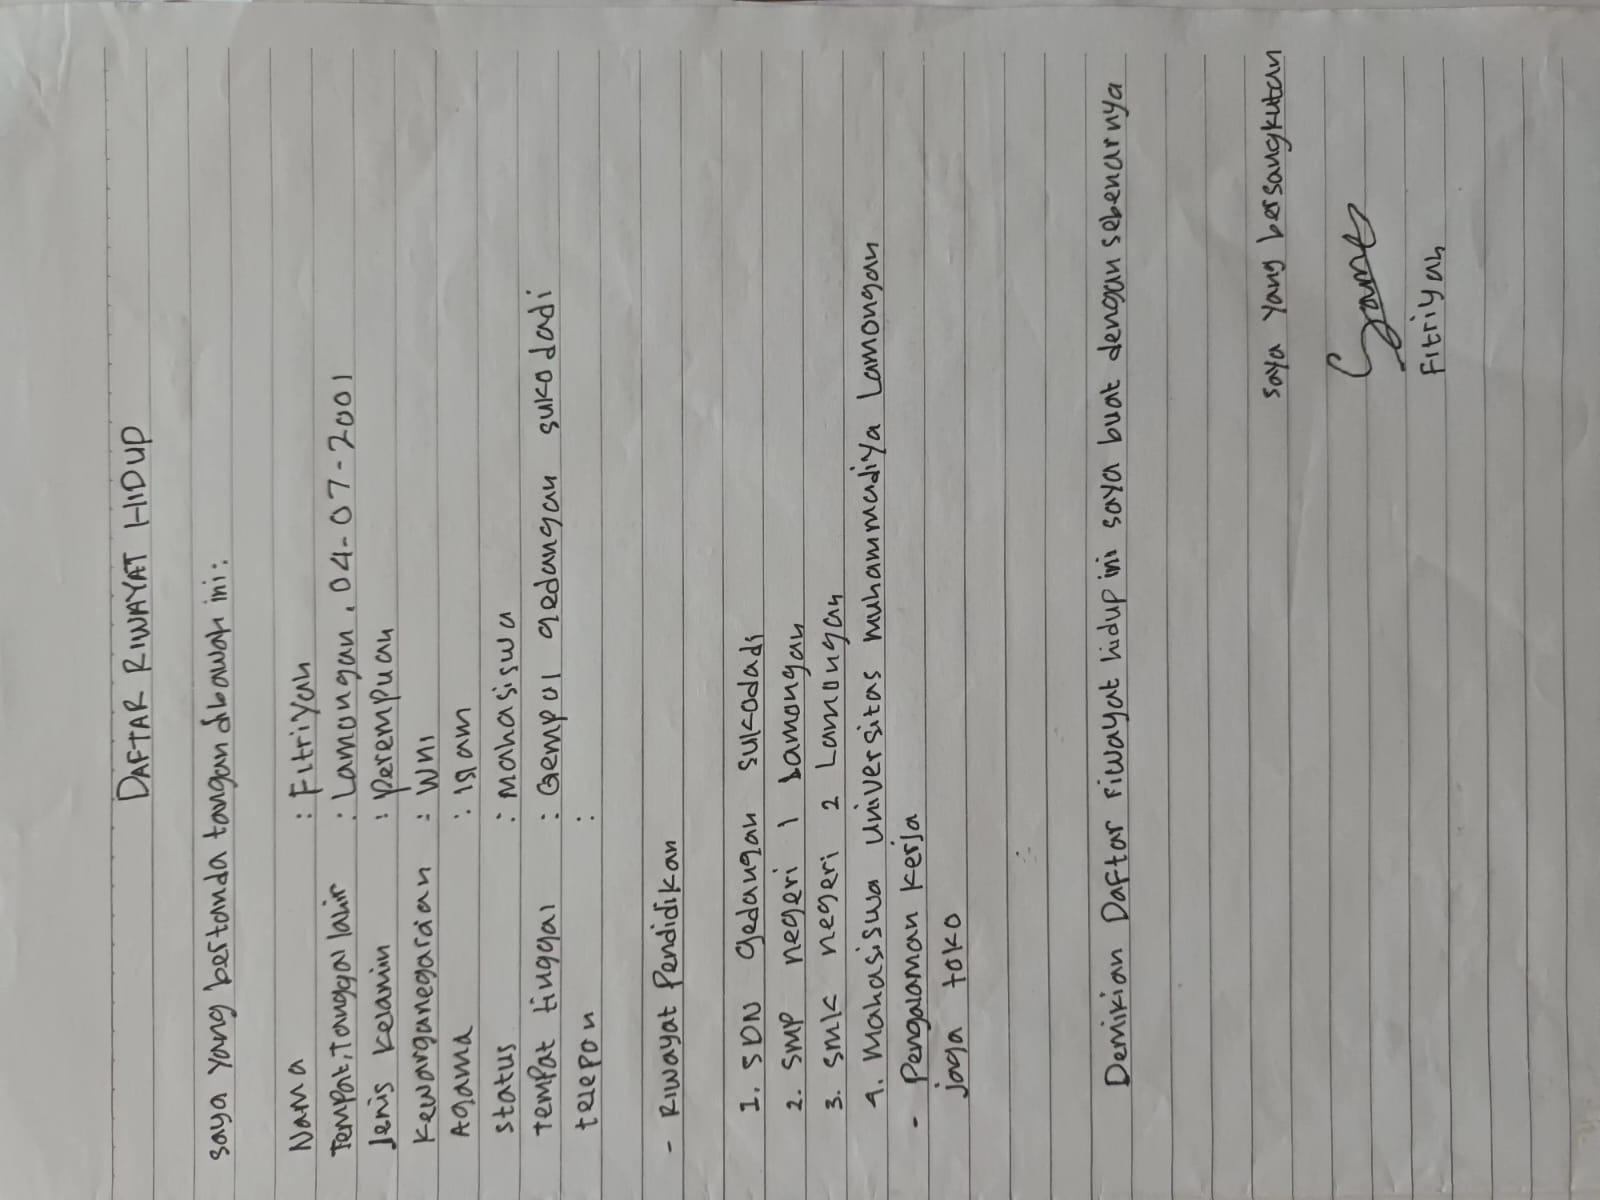 DAFTAR RIWAYAT HIDUP
saya yang bertanda tangan dibawah ini:
Nama : Fitriyah
Tempat, Tanggal lahir : Lamongan, 04-07-2001
Jenis Kelamin : perempuan
Kewarganegaraan : WNI
Agama : Islam
Status : mahasiswa
Tempat tinggal : Gempol gedangan sukodadi
telepon :
- Riwayat Pendidikan
1. SDN gedangan sukodadi
2. SMP negeri 1 Lamongan
3. SMK negeri 2 Lamongan
4. Mahasiswa Universitas muhammadiya Lamongan
- Pengalaman Kerja
jaga toko
Demikian Daftar riwayat hidup ini saya buat dengan sebenarnya
saya yang bersangkutan
Fitriyah